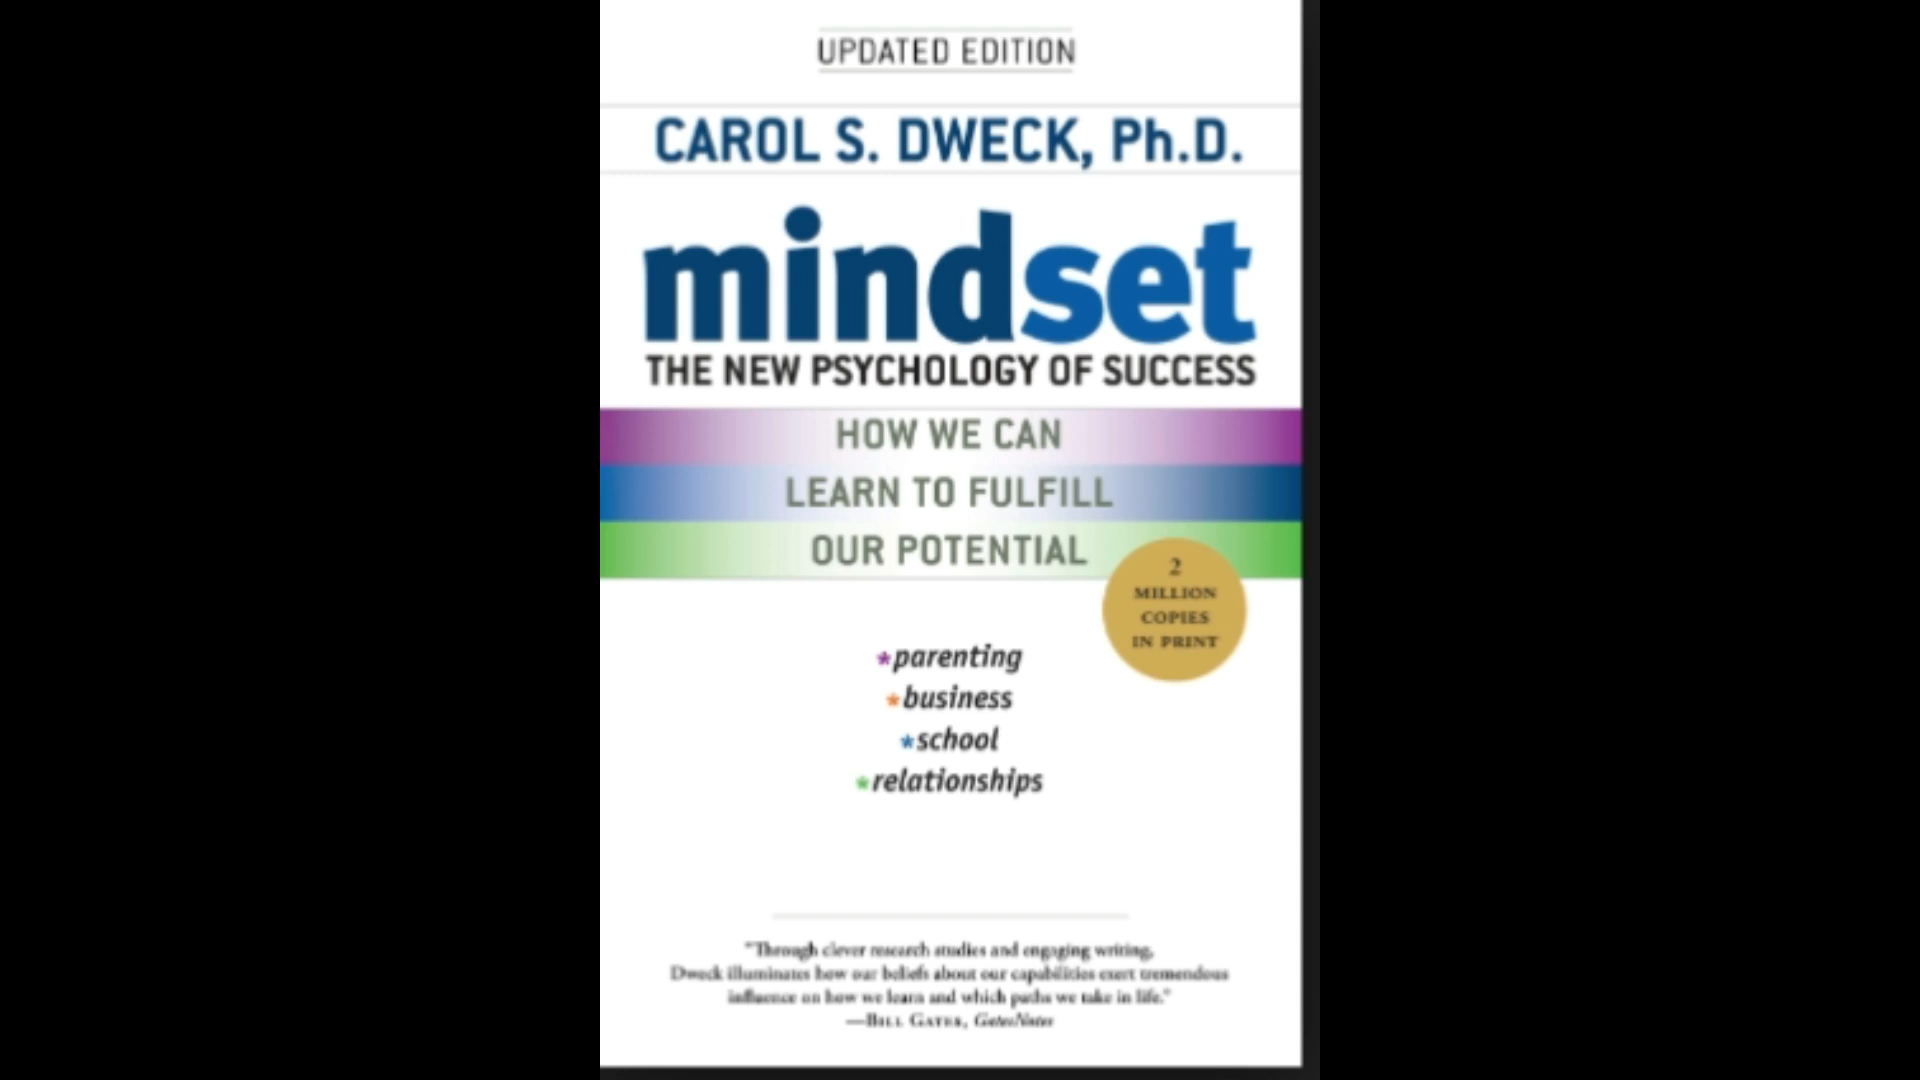 UPDATED EDITION
CAROL S. DWECK, Ph.D.
mindset
THE NEW PSYCHOLOGY OF SUCCESS
HOW WE CAN
LEARN TO FULFILL
OUR POTENTIAL
2
MILLION
COPIES
IN PRINT
*parenting
*business
*school
*relationships
"Through clever research studies and engaging writing,
Dweck illuminates how our beliefs about our capabilities exert tremendous
influence on how we learn and which paths we take in life."
—BILL GATES, GatesNotes